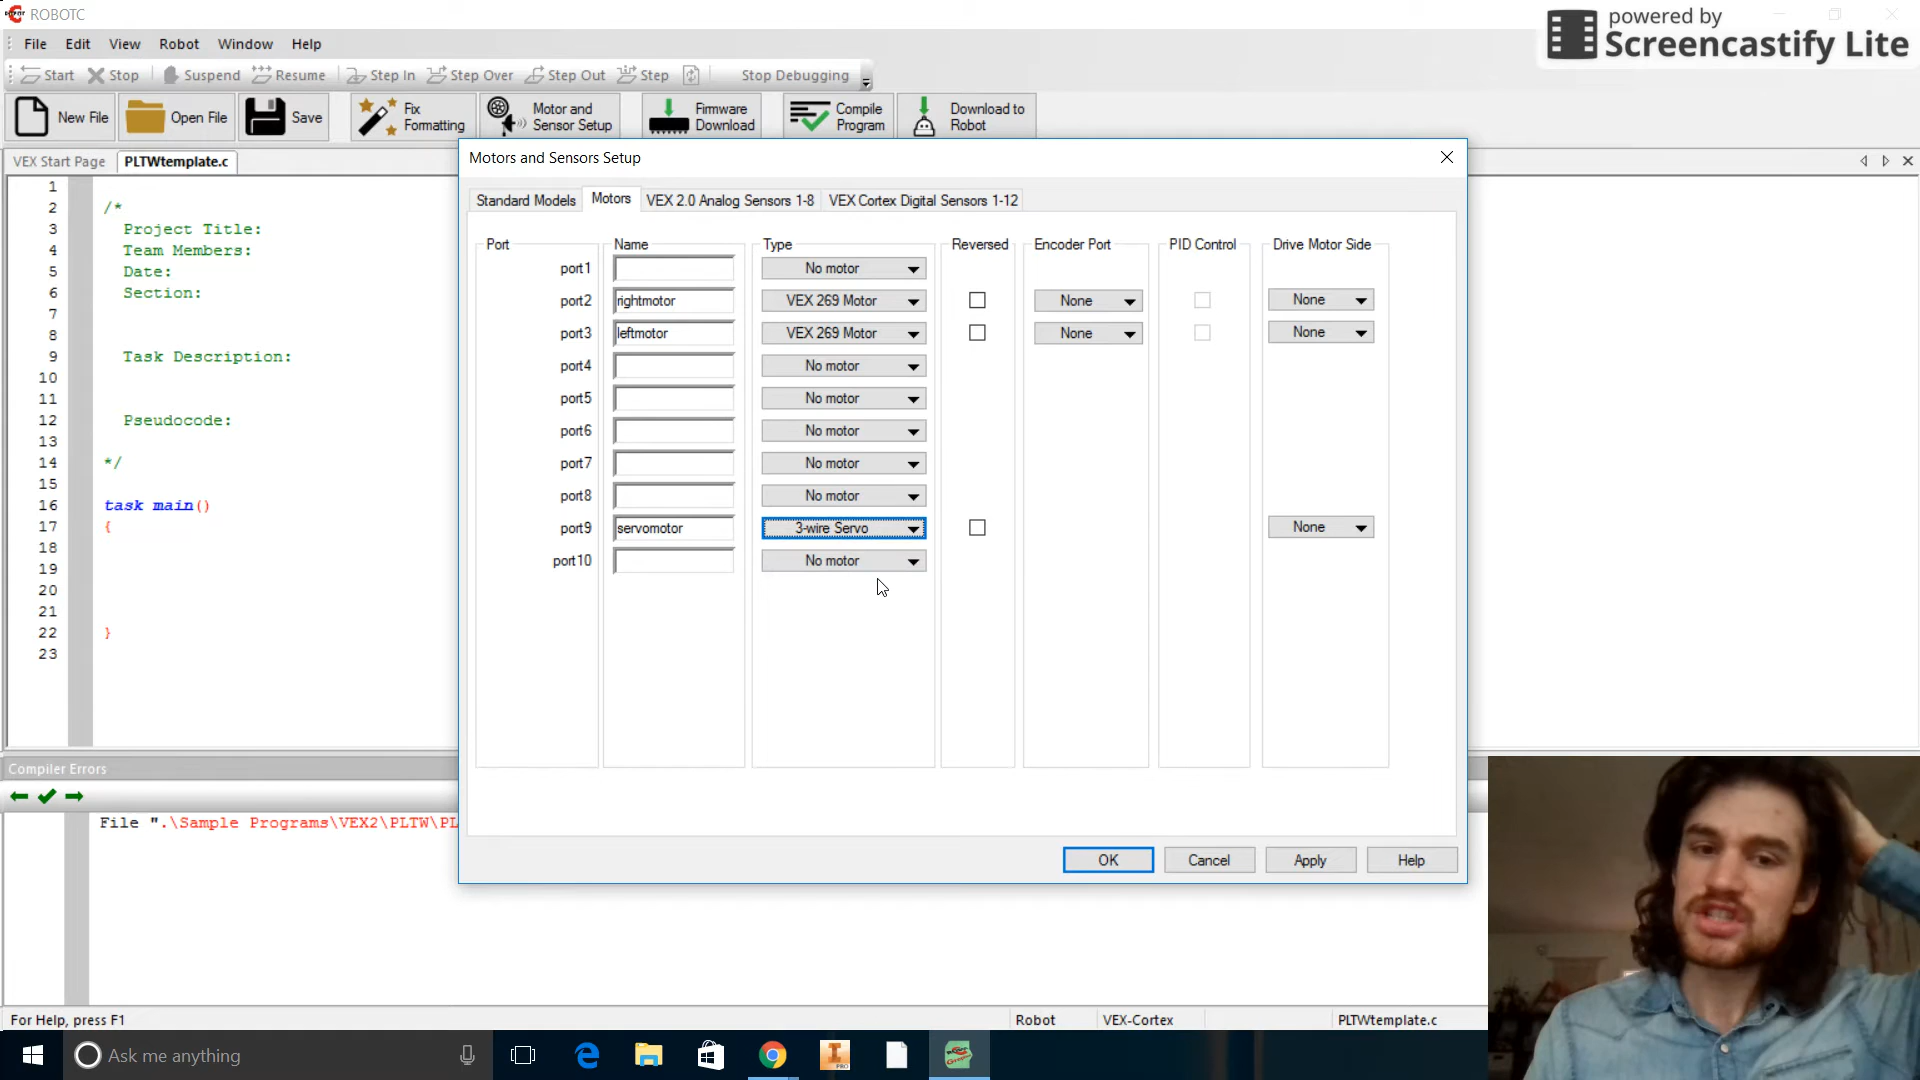 ROBOTC
powered by
Screencastify Lite
File Edit View Robot Window Help
Start Stop Suspend Resume Step In Step Over Step Out Step Stop Debugging
New File Open File Save Fix Formatting Motor and Sensor Setup Firmware Download Compile Program Download to Robot
VEX Start Page PLTWtemplate.c
Motors and Sensors Setup
Standard Models Motors VEX 2.0 Analog Sensors 1-8 VEX Cortex Digital Sensors 1-12
Port Name Type Reversed Encoder Port PID Control Drive Motor Side
port1 No motor
port2 rightmotor VEX 269 Motor None None
port3 leftmotor VEX 269 Motor None None
port4 No motor
port5 No motor
port6 No motor
port7 No motor
port8 No motor
port9 servomotor 3-wire Servo None
port10 No motor
OK Cancel Apply Help
1
2 /*
3 Project Title:
4 Team Members:
5 Date:
6 Section:
7
8
9 Task Description:
10
11
12 Pseudocode:
13
14 */
15
16 task main()
17 {
18
19
20
21
22 }
23
Compiler Errors
File ".\Sample Programs\VEX2\PLTW\PL
For Help, press F1 Robot VEX-Cortex PLTWtemplate.c
Ask me anything